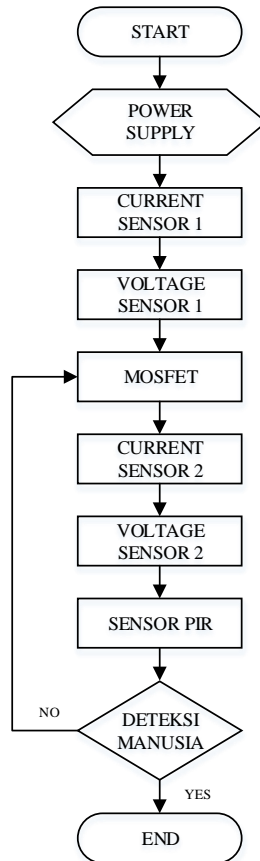 START
POWER
SUPPLY
CURRENT
SENSOR 1
VOLTAGE
SENSOR 1
MOSFET
CURRENT
SENSOR 2
VOLTAGE
SENSOR 2
SENSOR PIR
NO
DETEKSI
MANUSIA
YES
END